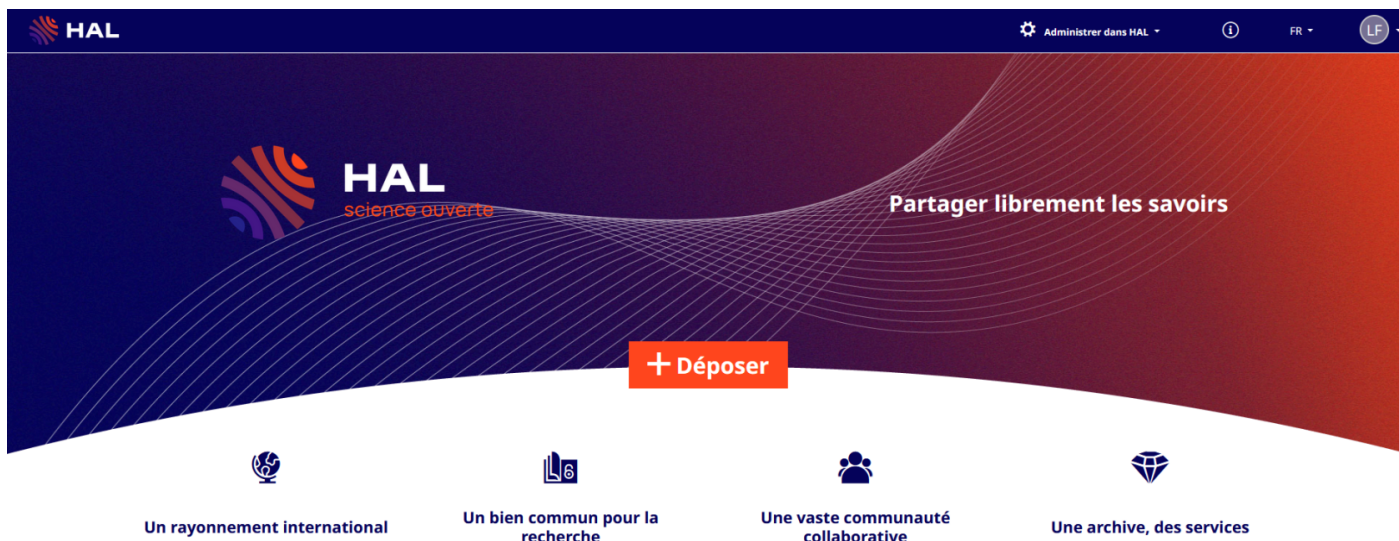 HAL
Administrer dans HAL
FR
LF
HAL
science ouverte
Partager librement les savoirs
+ Déposer
Un rayonnement international
Un bien commun pour la
recherche
Une vaste communauté
collaborative
Une archive, des services